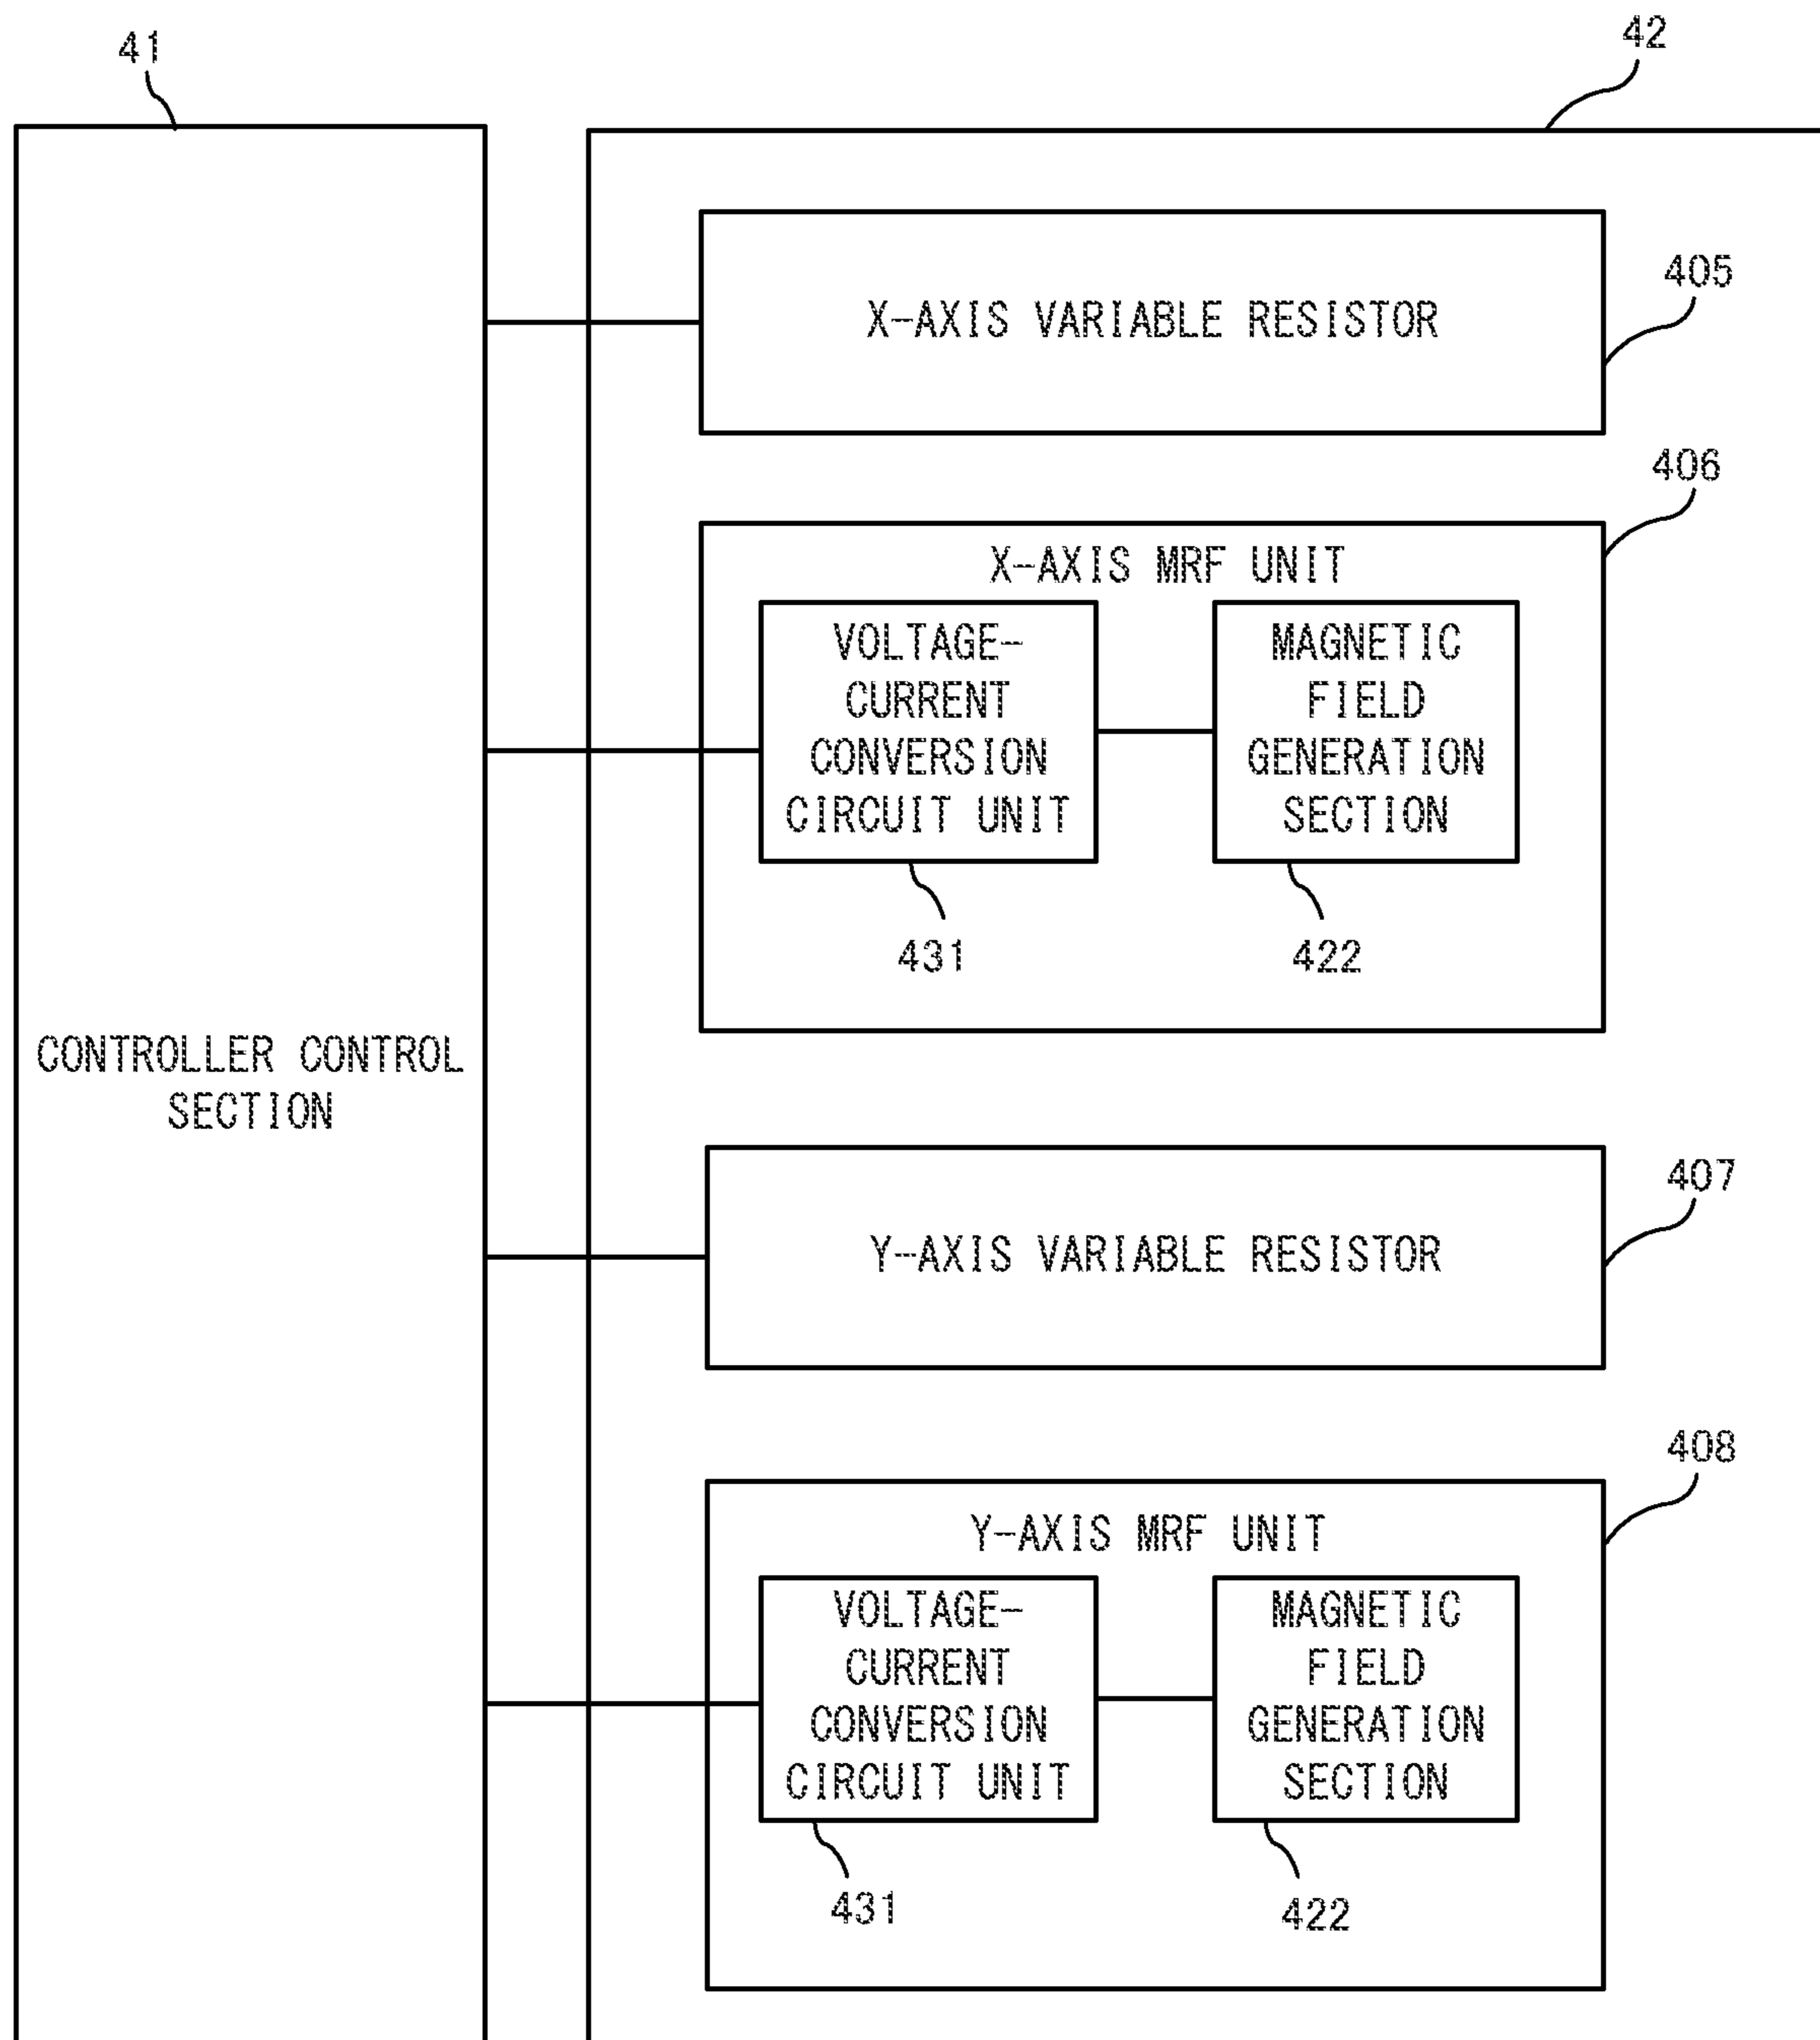 41
42
X-AXIS VARIABLE RESISTOR
405
406
X-AXIS MRF UNIT
VOLTAGE-
CURRENT
CONVERSION
CIRCUIT UNIT
MAGNETIC
FIELD
GENERATION
SECTION
431
422
CONTROLLER CONTROL
SECTION
Y-AXIS VARIABLE RESISTOR
407
408
Y-AXIS MRF UNIT
VOLTAGE-
CURRENT
CONVERSION
CIRCUIT UNIT
MAGNETIC
FIELD
GENERATION
SECTION
431
422